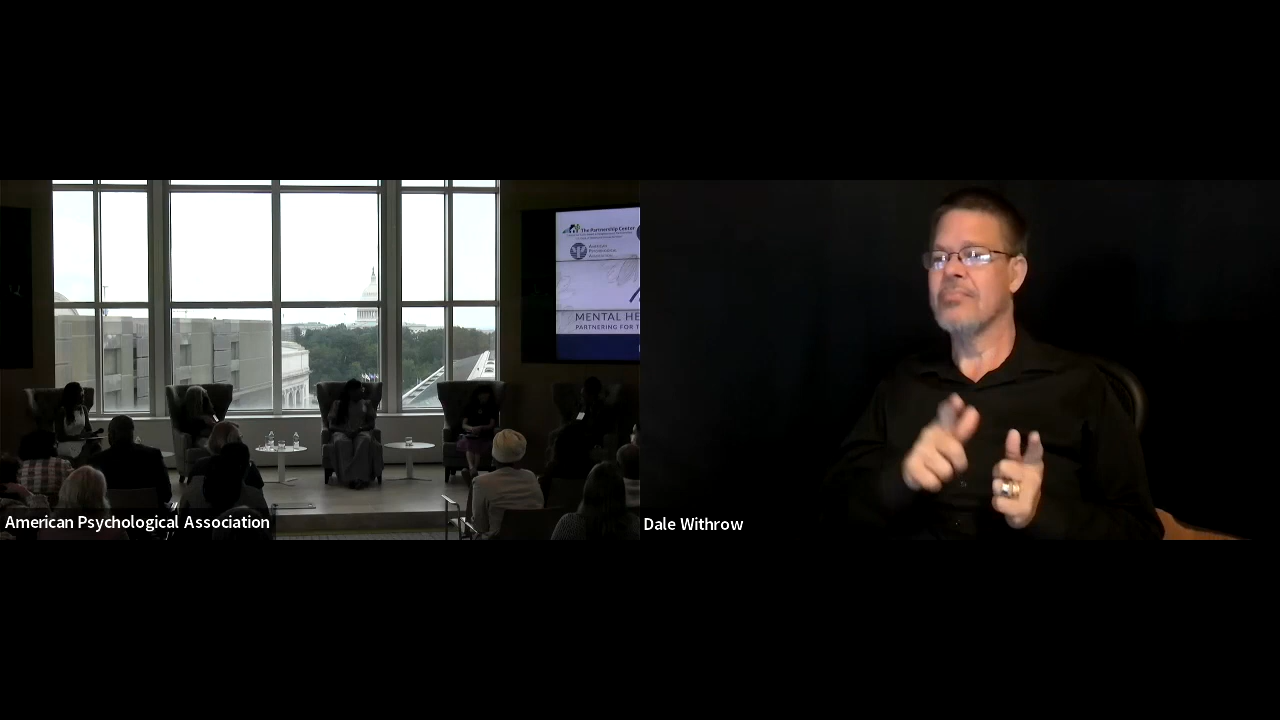 The Partnership Center
American
Psychological
Association
MENTAL HE
PARTNERING FOR T
American Psychological Association
Dale Withrow